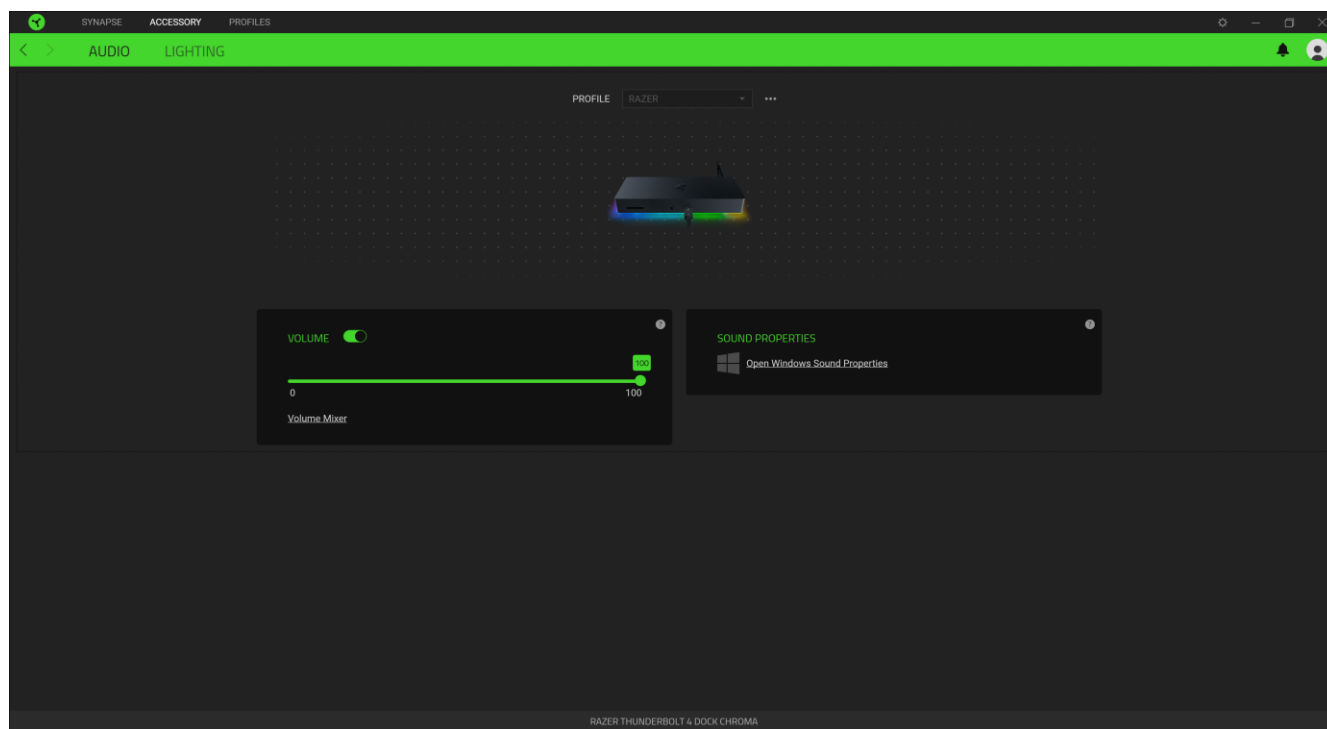 SYNAPSE ACCESSORY PROFILES
AUDIO LIGHTING
PROFILE RAZER
VOLUME
100
0 100
Volume Mixer
?
SOUND PROPERTIES
Open Windows Sound Properties
?
RAZER THUNDERBOLT 4 DOCK CHROMA